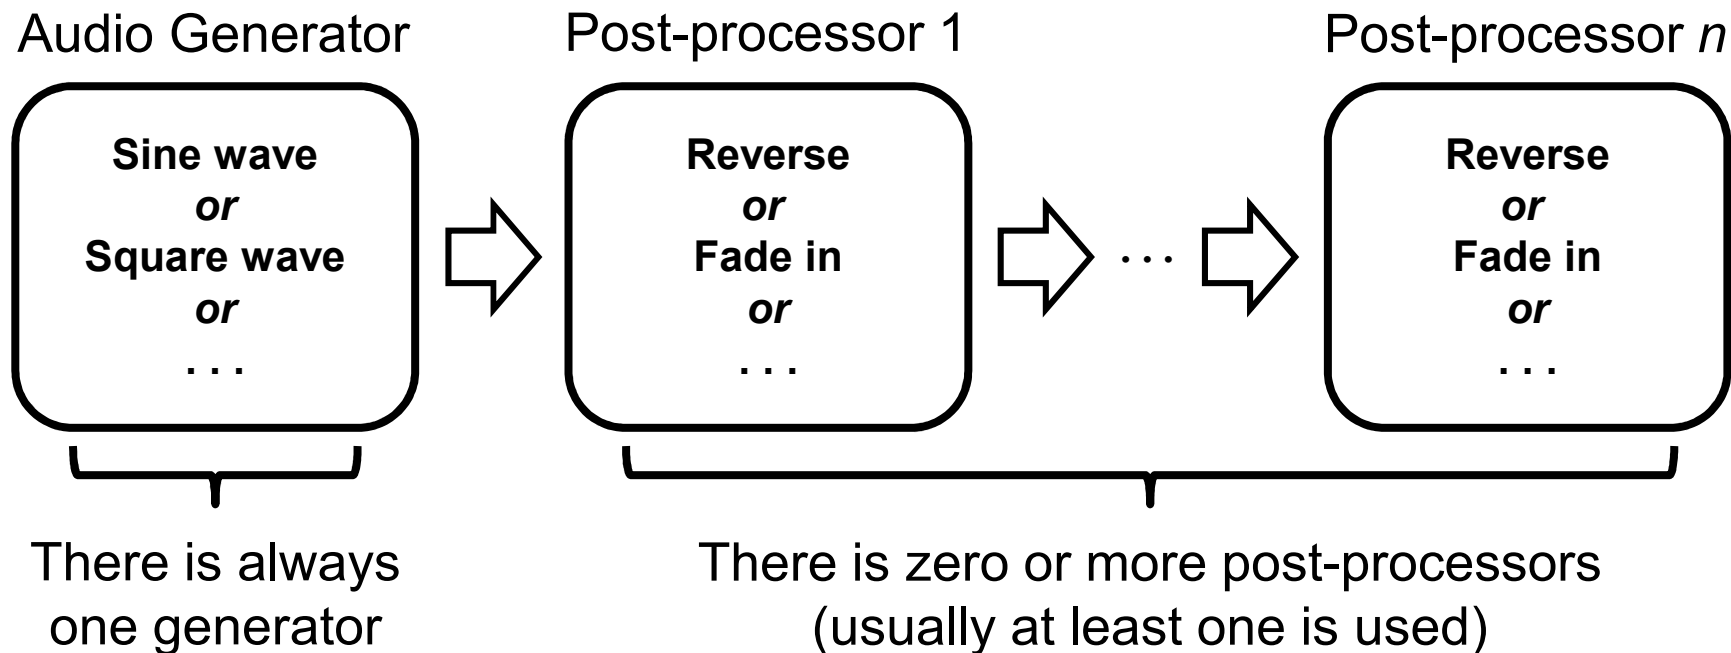 Audio Generator
Sine wave
or
Square wave
or
...
There is always
one generator
Post-processor 1
Reverse
or
Fade in
or
...
...
Post-processor n
Reverse
or
Fade in
or
...
There is zero or more post-processors
(usually at least one is used)